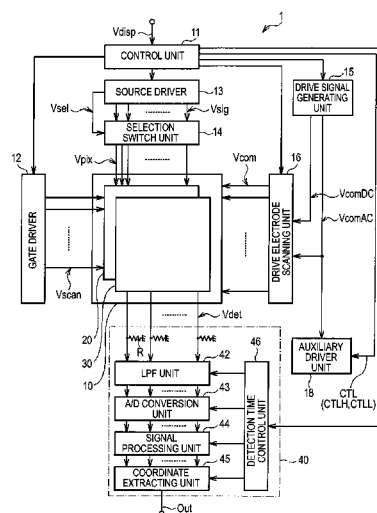 1
Vdisp
11
CONTROL UNIT
15
SOURCE DRIVER
13
DRIVE SIGNAL
GENERATING
UNIT
Vsel
Vsig
SELECTION
SWITCH UNIT
14
12
Vpix
Vcom
16
VcomDC
GATE DRIVER
DRIVE ELECTRODE
SCANNING UNIT
VcomAC
Vscan
20
30
10
Vdet
R
42
46
AUXILIARY
DRIVER
UNIT
LPF UNIT
18
43
CTL
(CTLH,CTLL)
A/D CONVERSION
UNIT
44
DETECTION TIME
CONTROL UNIT
SIGNAL
PROCESSING UNIT
45
40
COORDINATE
EXTRACTING UNIT
Out